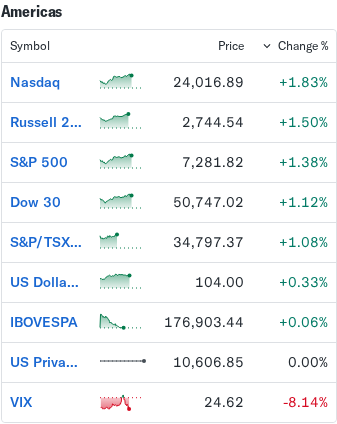 Americas
Symbol Price Change %
Nasdaq 24,016.89 +1.83%
Russell 2... 2,744.54 +1.50%
S&P 500 7,281.82 +1.38%
Dow 30 50,747.02 +1.12%
S&P/TSX... 34,797.37 +1.08%
US Dolla... 104.00 +0.33%
IBOVESPA 176,903.44 +0.06%
US Priva... 10,606.85 0.00%
VIX 24.62 -8.14%